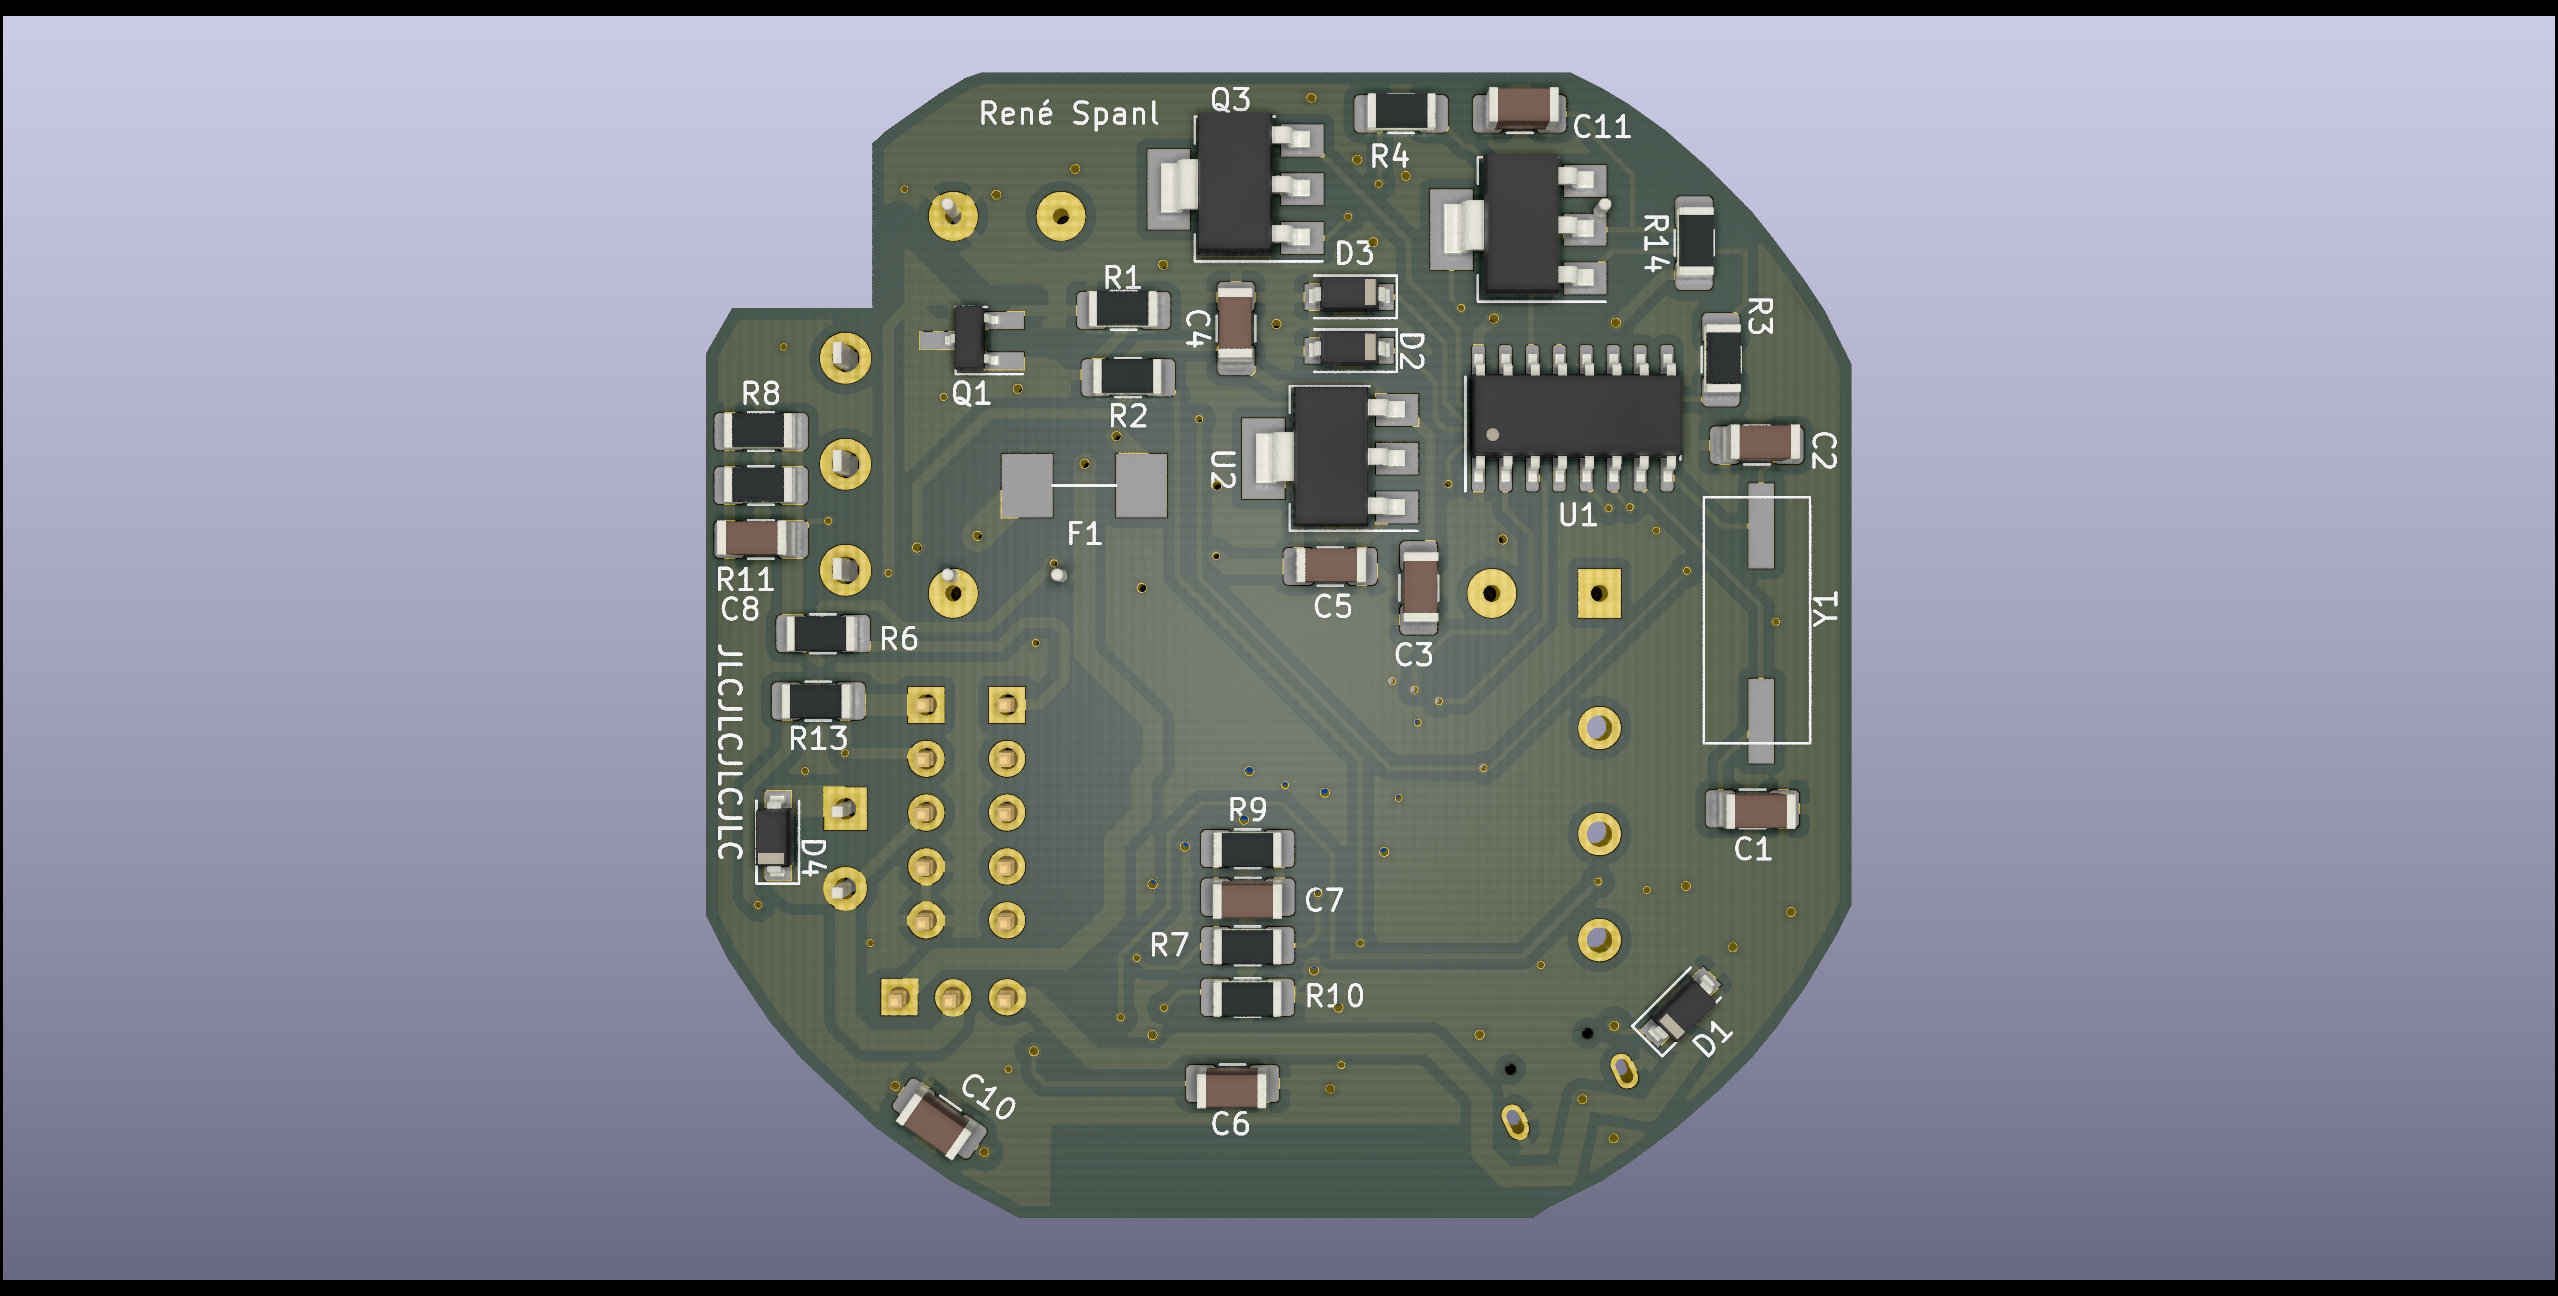 Q3
René Spanl
C11
R4
R14
D3
R1
C4
R3
D2
Q1
R8
R2
C2
U2
U1
F1
R11
C8
C5
Y1
R6
C3
JLCJLCJLCJLC
R13
R9
D4
C1
C7
R7
R10
D1
C10
C6